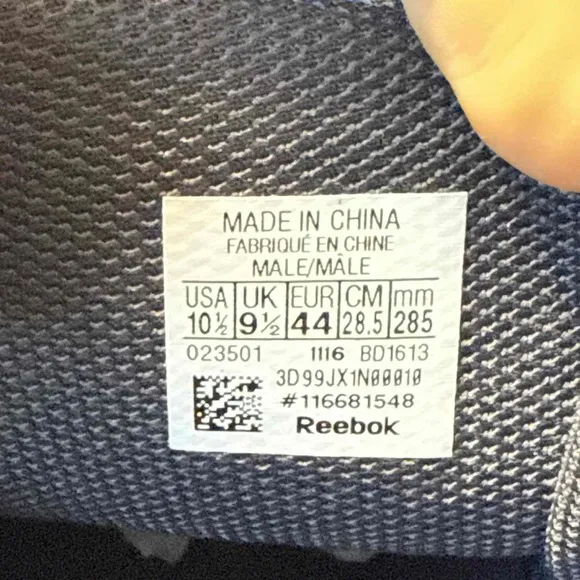 MADE IN CHINA
FABRIQUÉ EN CHINE
MALE/MÂLE
USA UK EUR CM mm
10½ 9½ 44 28.5 285
023501 1116 BD1613
3D99JX1N00010
#116681548
Reebok